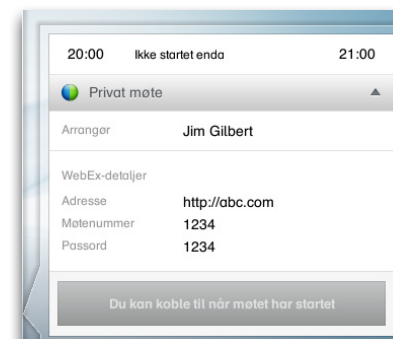 20:00 Ikke startet enda 21:00
Privat møte
Arrangør Jim Gilbert
WebEx-detaljer
Adresse http://abc.com
Møtenummer 1234
Passord 1234
Du kan koble til når møtet har startet